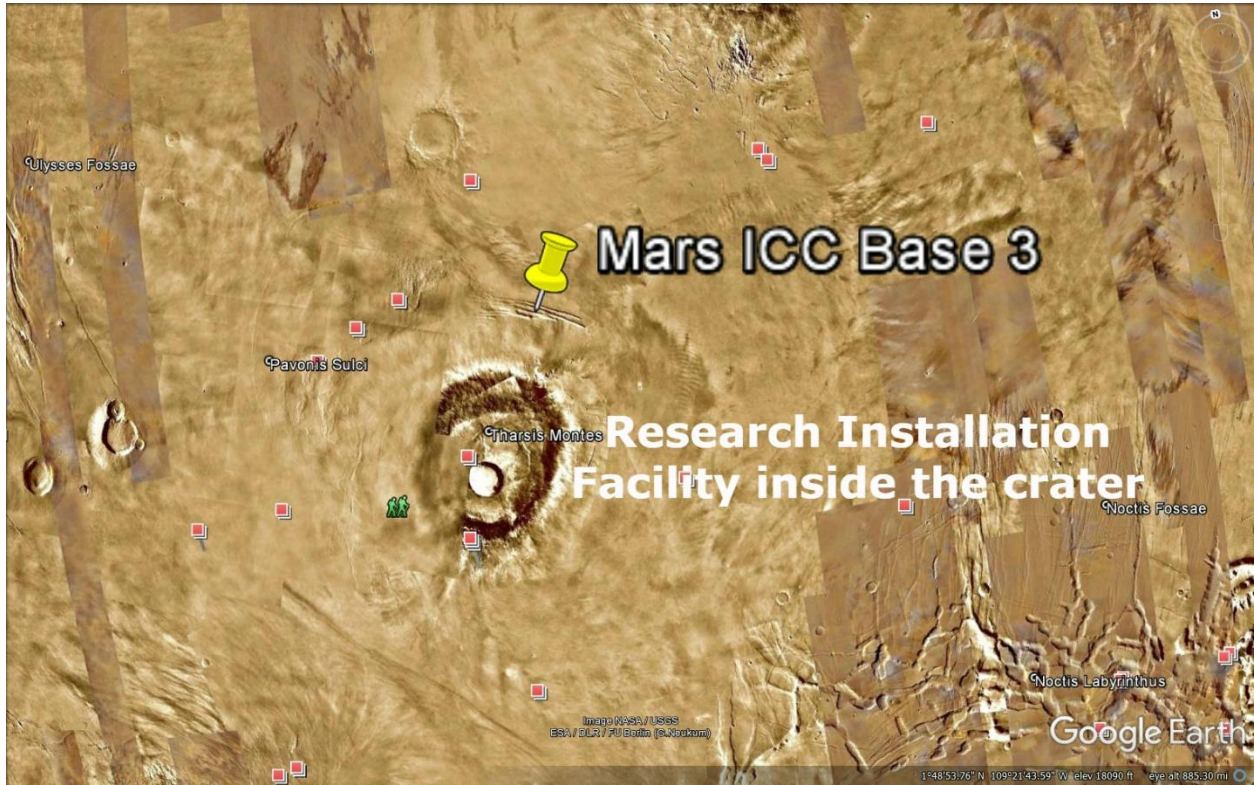 N
Ulysses Fossae
Mars ICC Base 3
Pavonis Sulci
Tharsis Montes
Research Installation
Facility inside the crater
Noctis Fossae
Noctis Labyrinthus
Image NASA / USGS
ESA / DLR / FU Berlin (G.Neukum)
Google Earth
1°48'53.76" N 109°21'43.59" W elev 18090 ft eye alt 885.30 mi